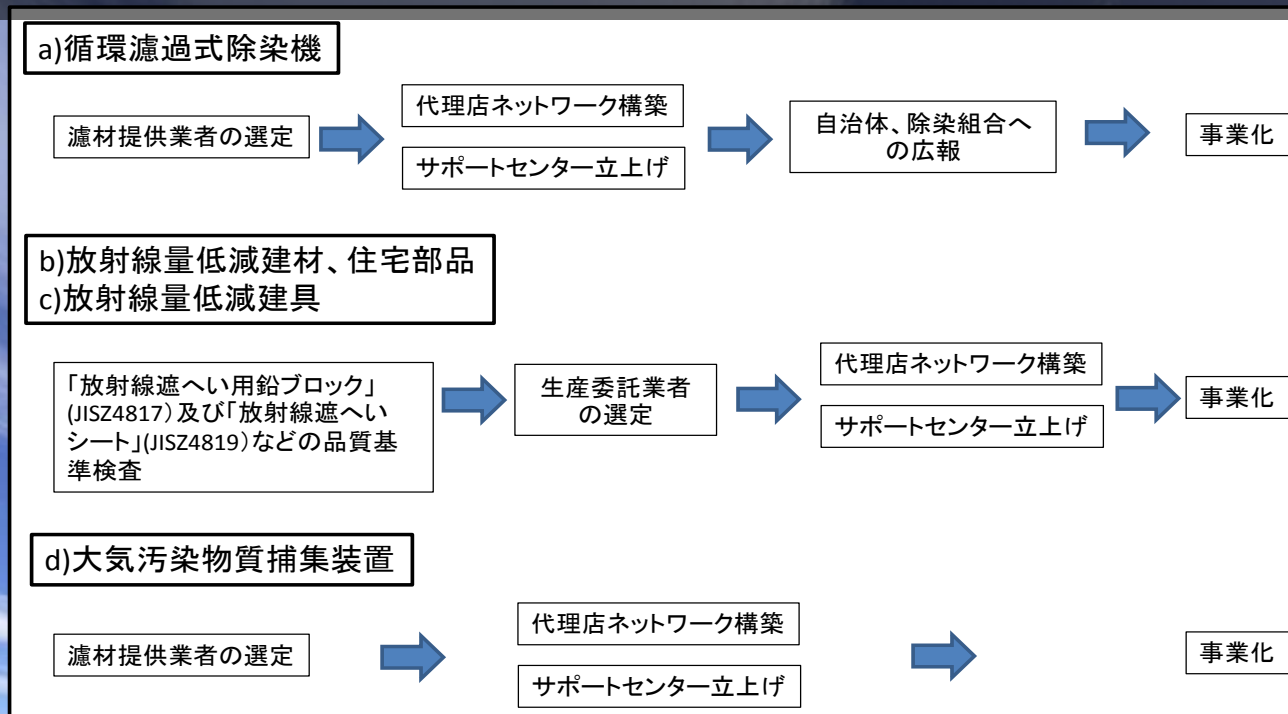 a)循環濾過式除染機
濾材提供業者の選定
代理店ネットワーク構築
サポートセンター立上げ
自治体、除染組合へ
の広報
事業化
b)放射線量低減建材、住宅部品
c)放射線量低減建具
「放射線遮へい用鉛ブロック」
(JISZ4817)及び「放射線遮へい
シート」(JISZ4819)などの品質基
準検査
生産委託業者
の選定
代理店ネットワーク構築
サポートセンター立上げ
事業化
d)大気汚染物質捕集装置
濾材提供業者の選定
代理店ネットワーク構築
サポートセンター立上げ
事業化